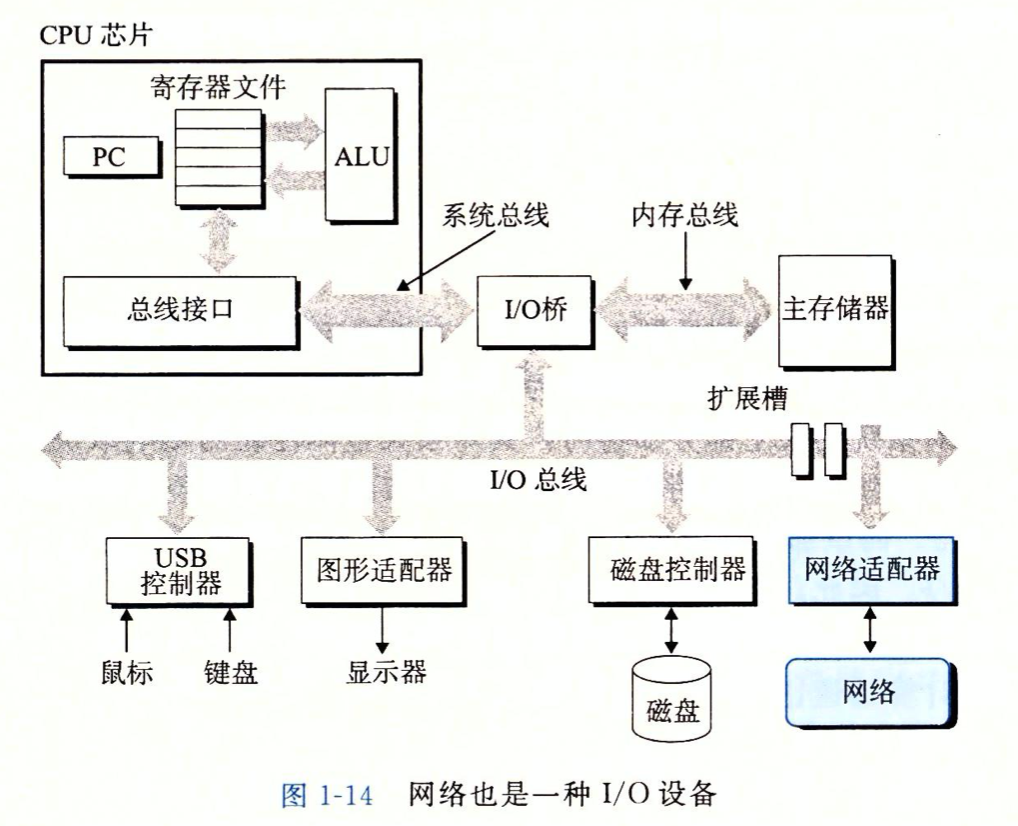 CPU 芯片
寄存器文件
PC
ALU
系统总线
内存总线
总线接口
I/O桥
主存储器
扩展槽
I/O 总线
USB
控制器
图形适配器
磁盘控制器
网络适配器
鼠标
键盘
显示器
磁盘
网络
图 1-14 网络也是一种 I/O 设备